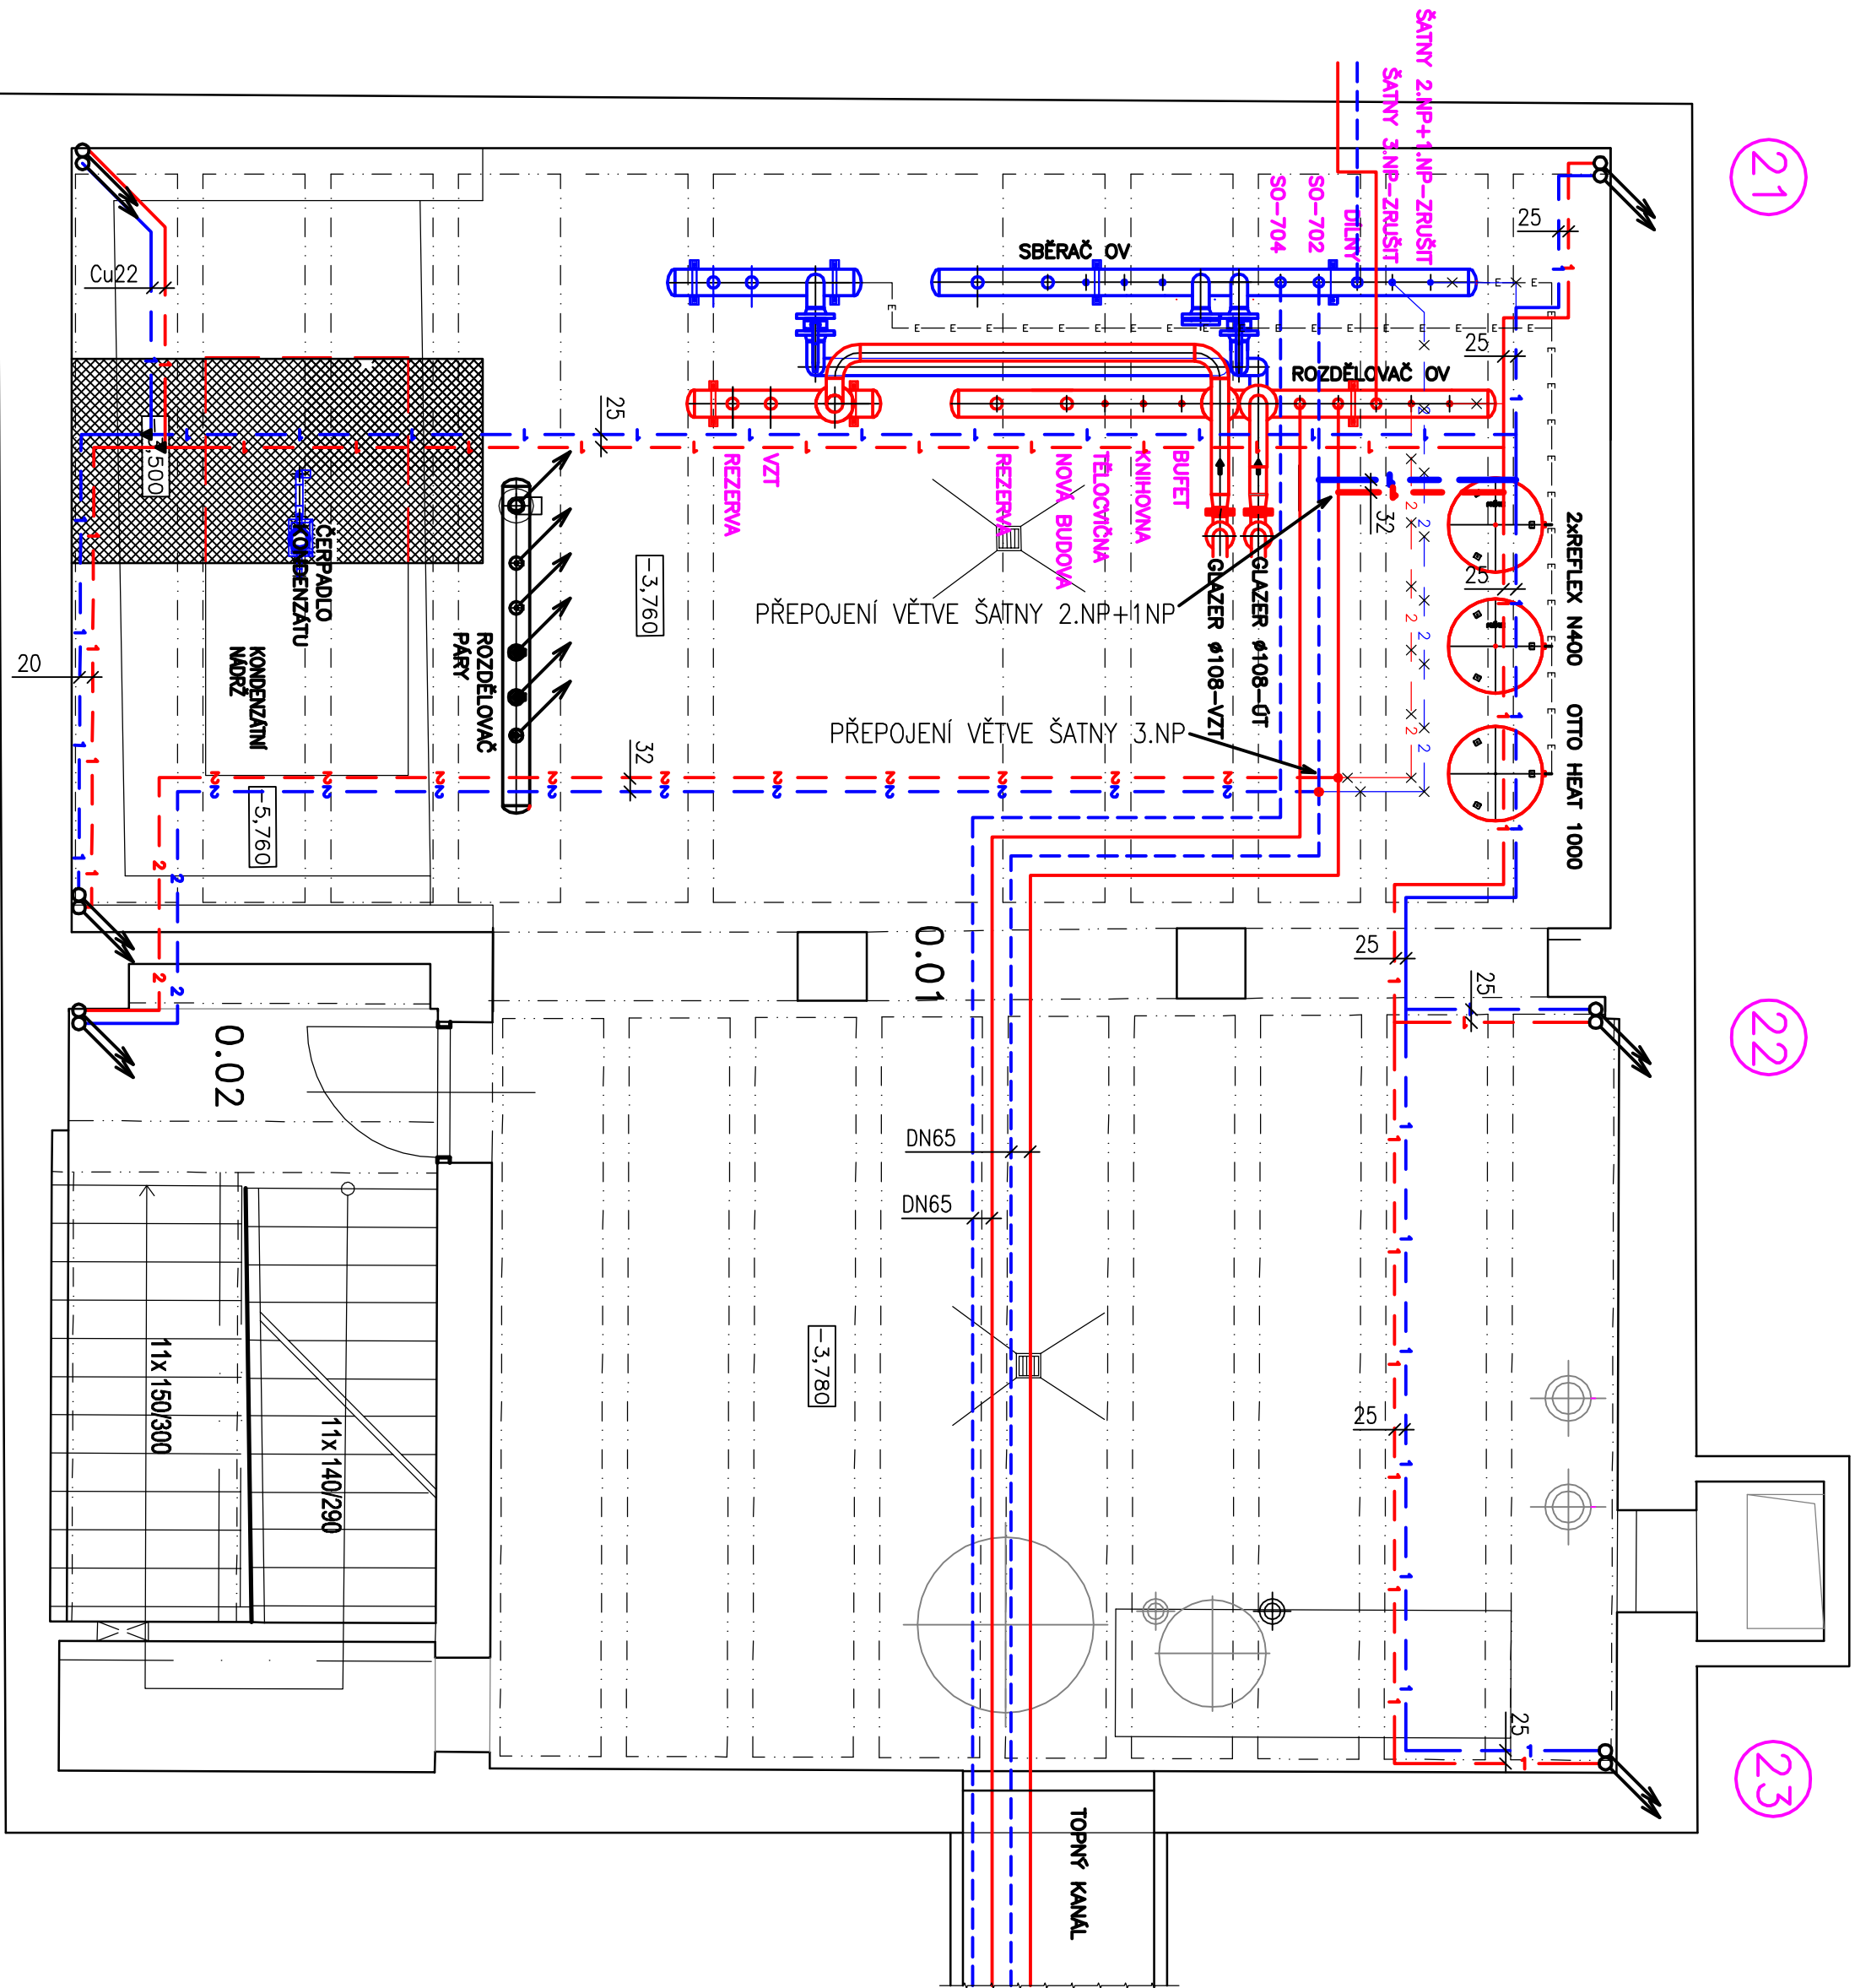 21
22
23
ŠATNY 2.NP+1.NP-ZRUŠIT
ŠATNY 3.NP-ZRUŠIT
DÍLNY
SO-702
SO-704
SBĚRAČ OV
ROZDĚLOVAČ OV
25
25
25
25
25
25
25
25
32
32
20
Cu22
REZERVA
VZT
REZERVA
NOVÁ BUDOVA
TĚLOCVIČNA
KNIHOVNA
BUFET
GLAZER ø108-VZT
GLAZER ø108-ÚT
2xREFLEX N400
OTTO HEAT 1000
PŘEPOJENÍ VĚTVE ŠATNY 2.NP+1NP
PŘEPOJENÍ VĚTVE ŠATNY 3.NP
ČERPADLO
KONDENZÁTU
KONDENZÁTNÍ
NÁDRŽ
ROZDĚLOVAČ
PÁRY
-3,760
-5,760
-3,780
0.01
0.02
DN65
DN65
11x 150/300
11x 140/290
TOPNÝ KANÁL